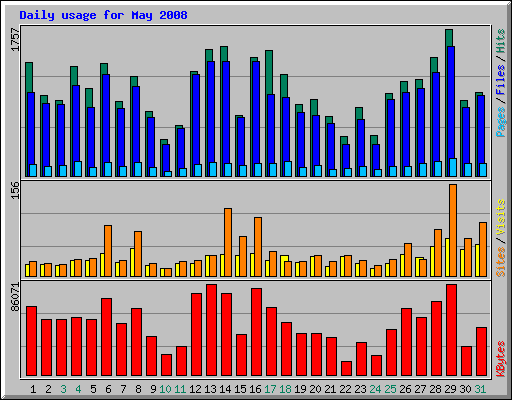 Daily usage for May 2008
1757
Pages / Files / Hits
156
Sites / Visits
86071
KBytes
1 2 3 4 5 6 7 8 9 10 11 12 13 14 15 16 17 18 19 20 21 22 23 24 25 26 27 28 29 30 31